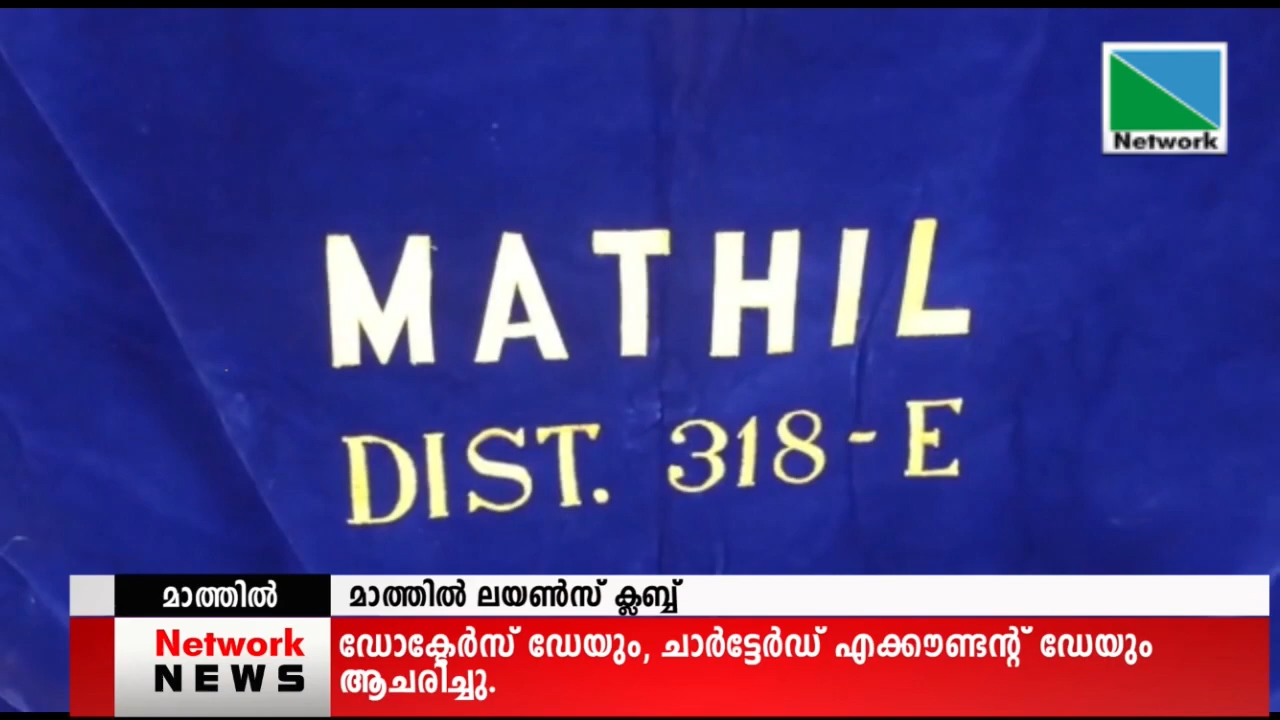 Network
MATHIL
DIST. 318-E
മാത്തിൽ
മാത്തിൽ ലയൺസ് ക്ലബ്ബ്
Network
NEWS
ഡോക്ടേർസ് ഡേയും, ചാർട്ടേർഡ് എക്കൗണ്ടന്റ് ഡേയും
ആചരിച്ചു.